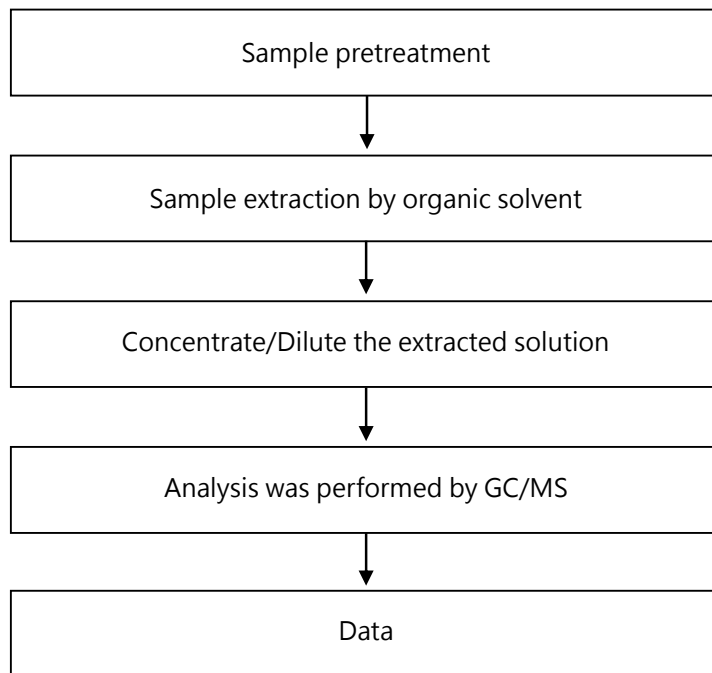 Sample pretreatment
Sample extraction by organic solvent
Concentrate/Dilute the extracted solution
Analysis was performed by GC/MS
Data